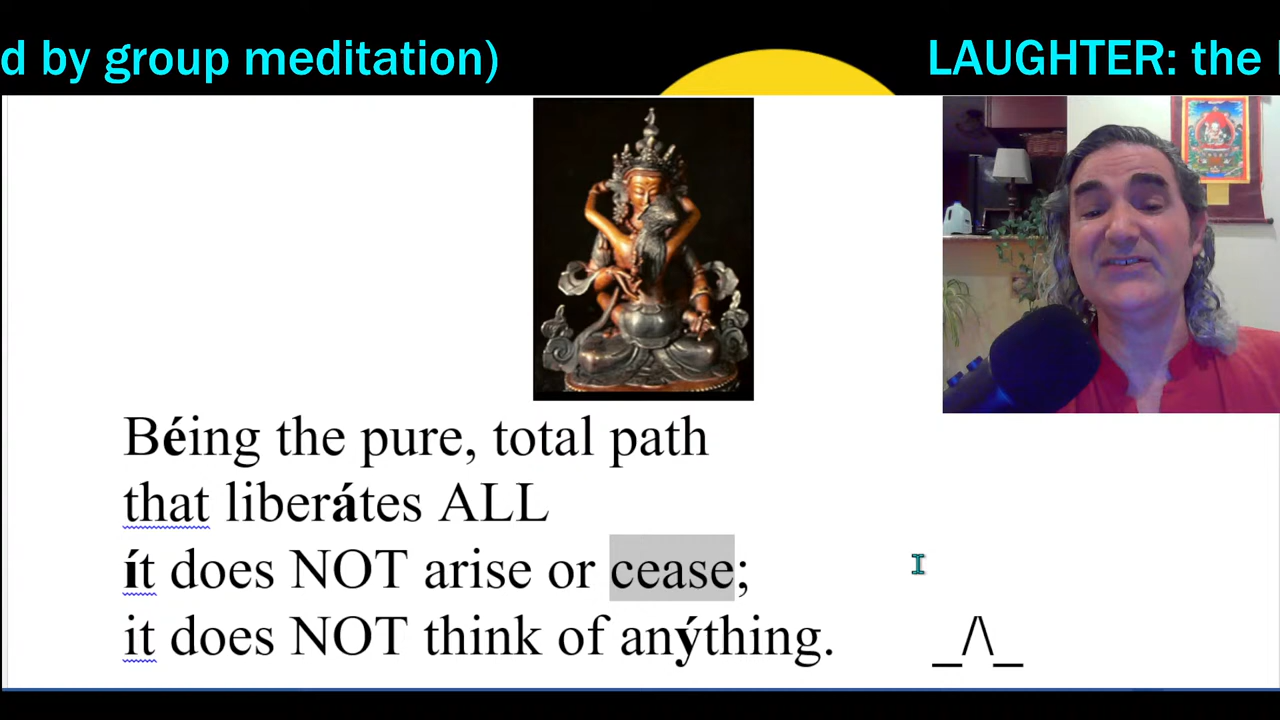 d by group meditation) LAUGHTER: the
Béing the pure, total path
that liberátes ALL
ít does NOT arise or cease;
it does NOT think of anýthing. _/\_